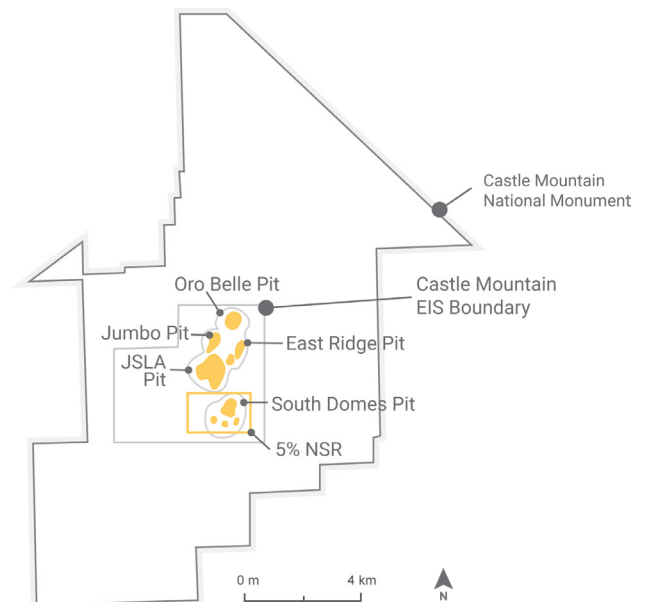 Castle Mountain
National Monument
Oro Belle Pit
Castle Mountain
EIS Boundary
Jumbo Pit
East Ridge Pit
JSLA
Pit
South Domes Pit
5% NSR
0 m
4 km
N